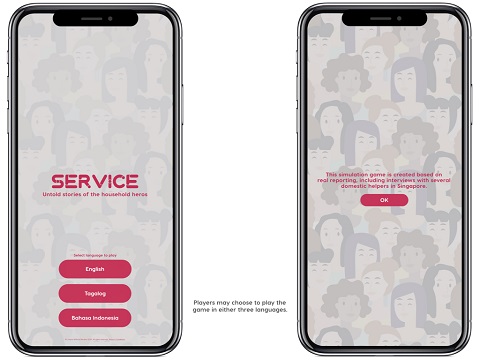 SERVICE
Untold stories of the household heros
Select language to play
English
Tagalog
Bahasa Indonesia
Players may choose to play the
game in either three languages.
This simulation game is created based on
real reporting, including interviews with several
domestic helpers in Singapore.
OK